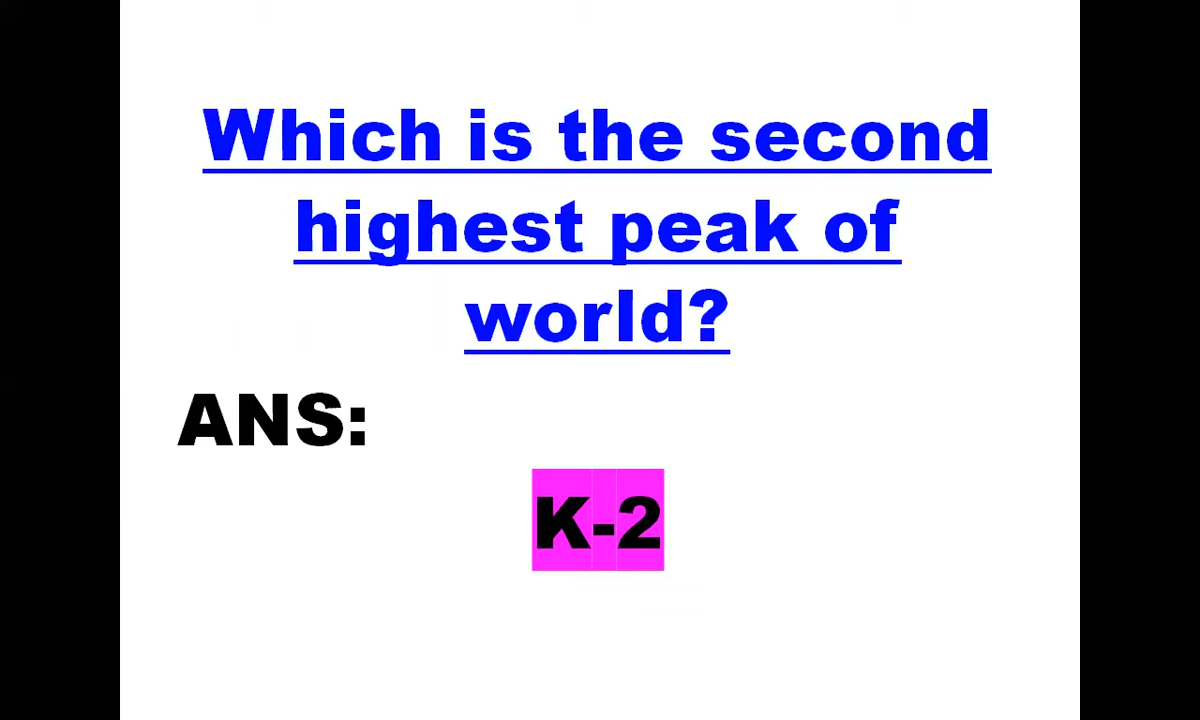 Which is the second
highest peak of
world?
ANS:
K-2